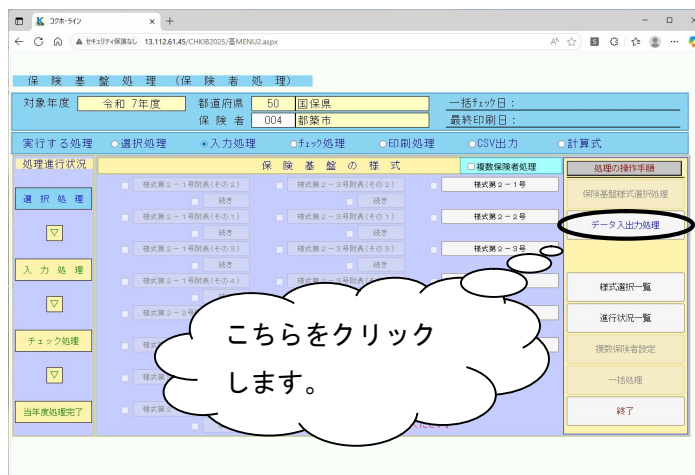 コクホ・ライン
セキュリティ保護なし 13.112.61.45/CHKIB2025/基MENU2.aspx
保険基盤処理（保険者処理）
対象年度 令和 7年度 都道府県 50 国保県 一括チェック日：
保険者 004 都築市 最終印刷日：
実行する処理 ○選択処理 ●入力処理 ○チェック処理 ○印刷処理 ○CSV出力 ○計算式
処理進行状況 保険基盤の様式 □複数保険者処理 処理の操作手順
様式第２－１号附表(その２) 様式第２－３号附表(その２) 様式第２－１号 保険基盤様式選択処理
続き 続き
選択処理
様式第２－１号附表(その１) 様式第２－３号附表(その１) 様式第２－２号 データ入出力処理
▽ 続き 続き
様式第２－１号附表(その３) 様式第２－３号附表(その３) 様式第２－３号
入力処理 続き 続き
様式第２－１号附表(その４) 様式選択一覧
続き
▽
進行状況一覧
チェック処理
複数保険者設定
▽
一括処理
当年度処理完了
終了
こちらをクリック
します。